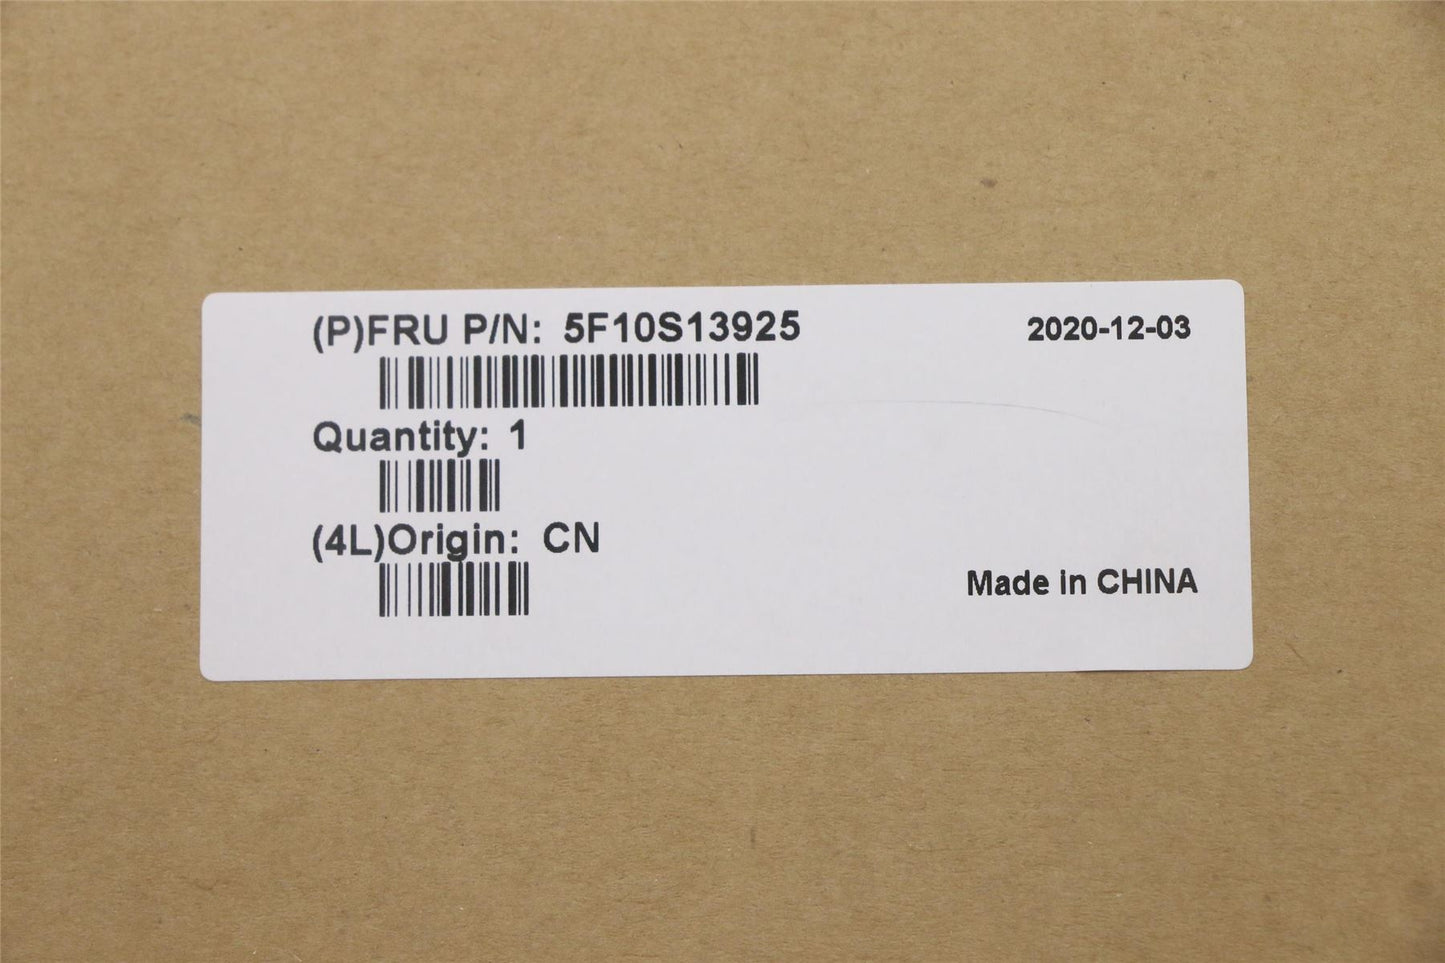 (P)FRU P/N: 5F10S13925
2020-12-03
Quantity: 1
(4L)Origin: CN
Made in CHINA